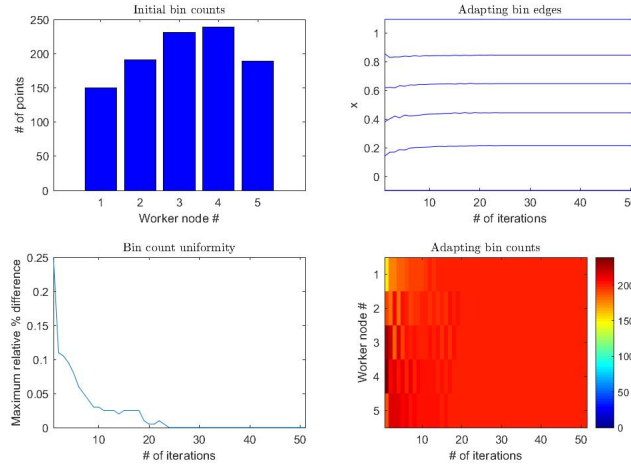 Initial bin counts
# of points
250
200
150
100
50
0
1 2 3 4 5
Worker node #
Adapting bin edges
x
1
0.8
0.6
0.4
0.2
0
10 20 30 40 50
# of iterations
Bin count uniformity
Maximum relative % difference
0.25
0.2
0.15
0.1
0.05
0
10 20 30 40 50
# of iterations
Adapting bin counts
Worker node #
1
2
3
4
5
10 20 30 40 50
# of iterations
200
150
100
50
0